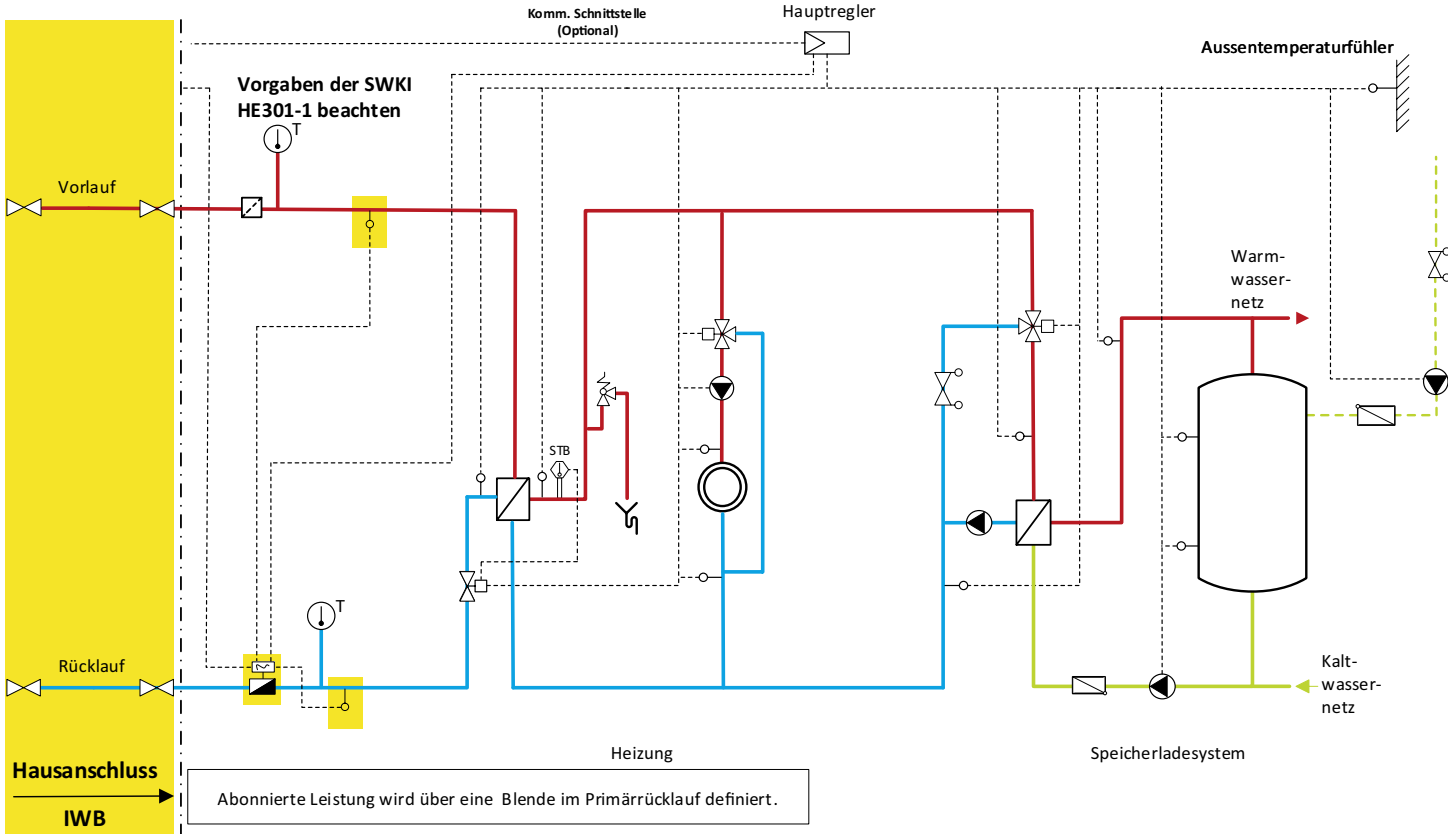 Komm. Schnittstelle
(Optional)
Hauptregler
Aussentemperaturfühler
Vorgaben der SWKI
HE301-1 beachten
T
Vorlauf
Warm-
wasser-
netz
STB
T
Rücklauf
Kalt-
wasser-
netz
Heizung
Speicherladesystem
Hausanschluss
IWB
Abonnierte Leistung wird über eine Blende im Primärrücklauf definiert.